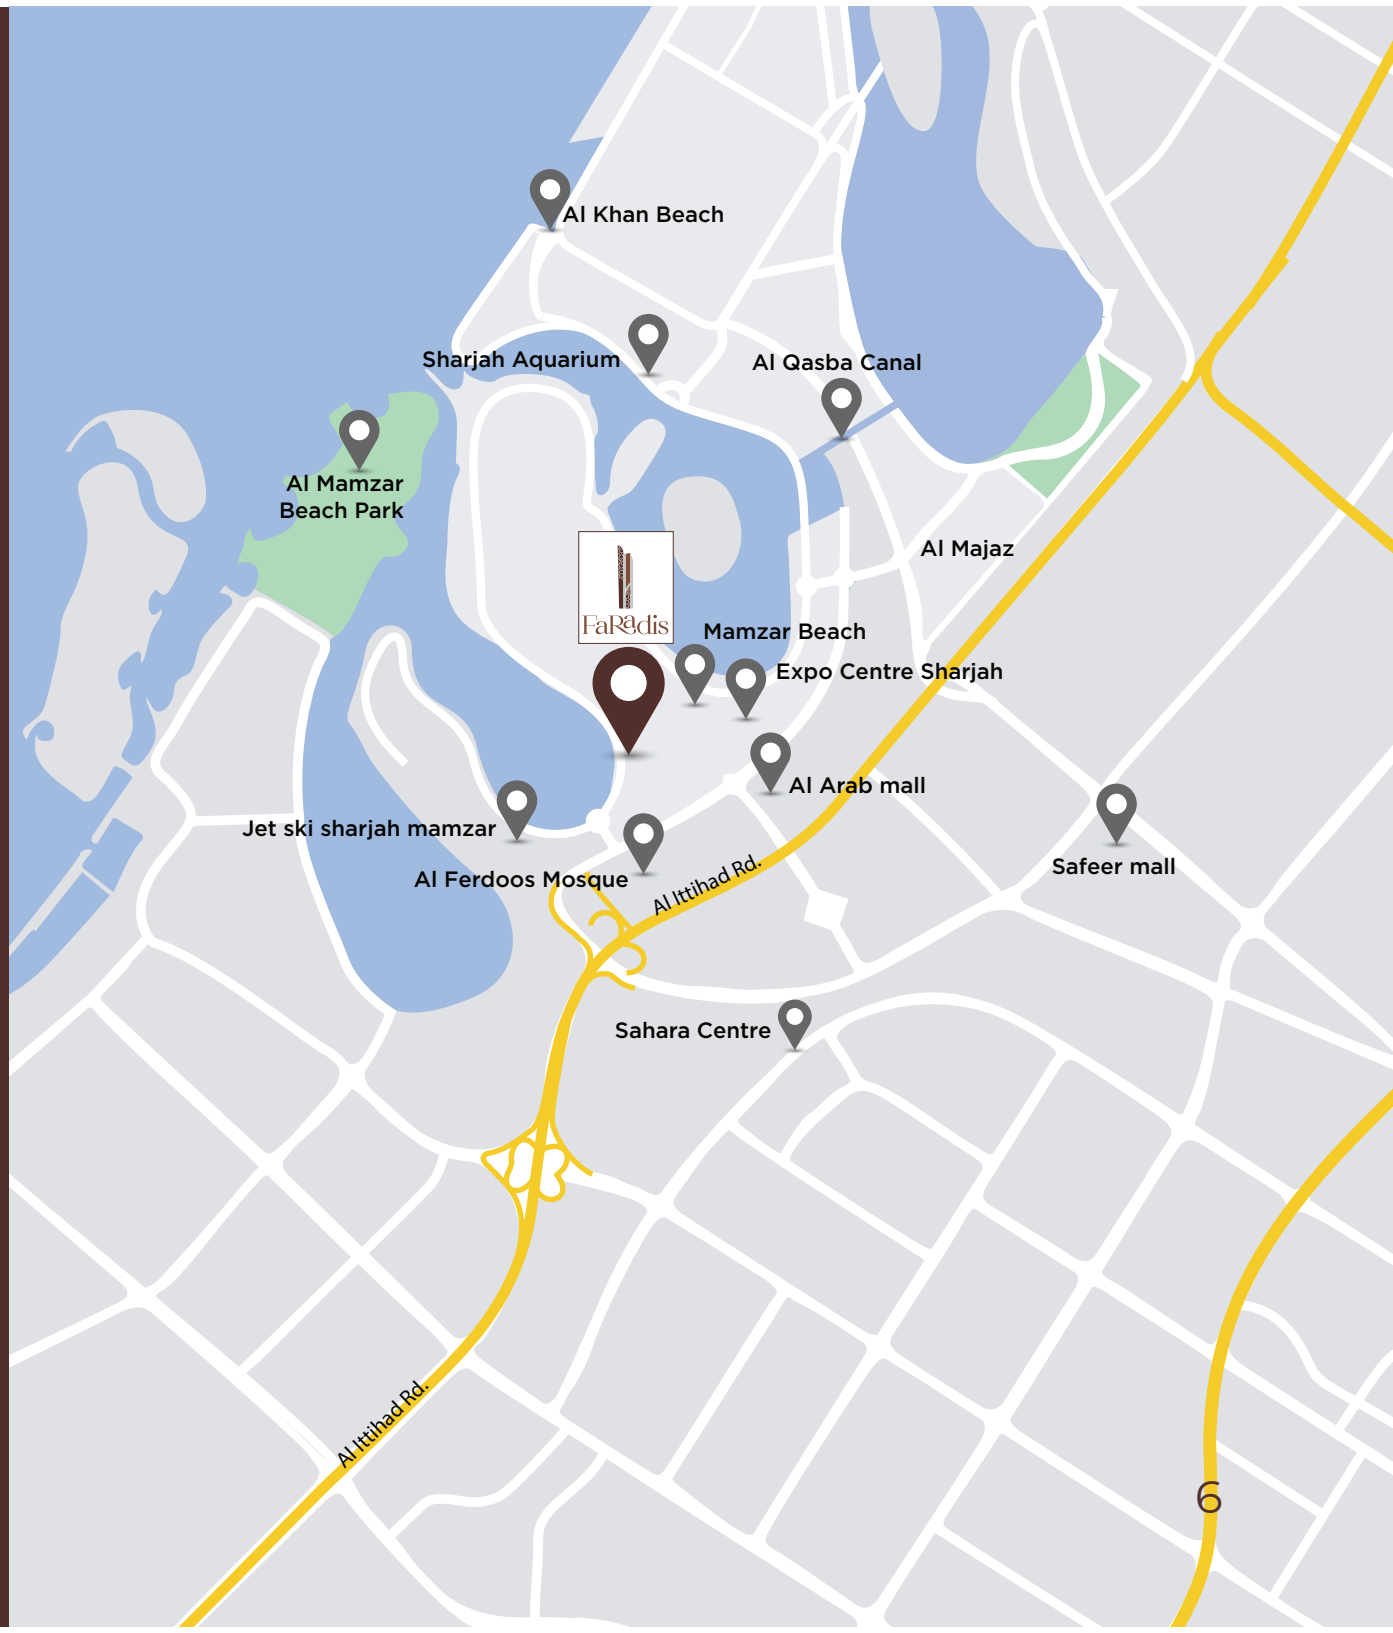 Al Khan Beach
Sharjah Aquarium
Al Qasba Canal
Al Mamzar
Beach Park
Al Majaz
FaRadis
Mamzar Beach
Expo Centre Sharjah
Al Arab mall
Jet ski sharjah mamzar
Safeer mall
Al Ferdoos Mosque
Al Ittihad Rd.
Sahara Centre
Al Ittihad Rd.
6